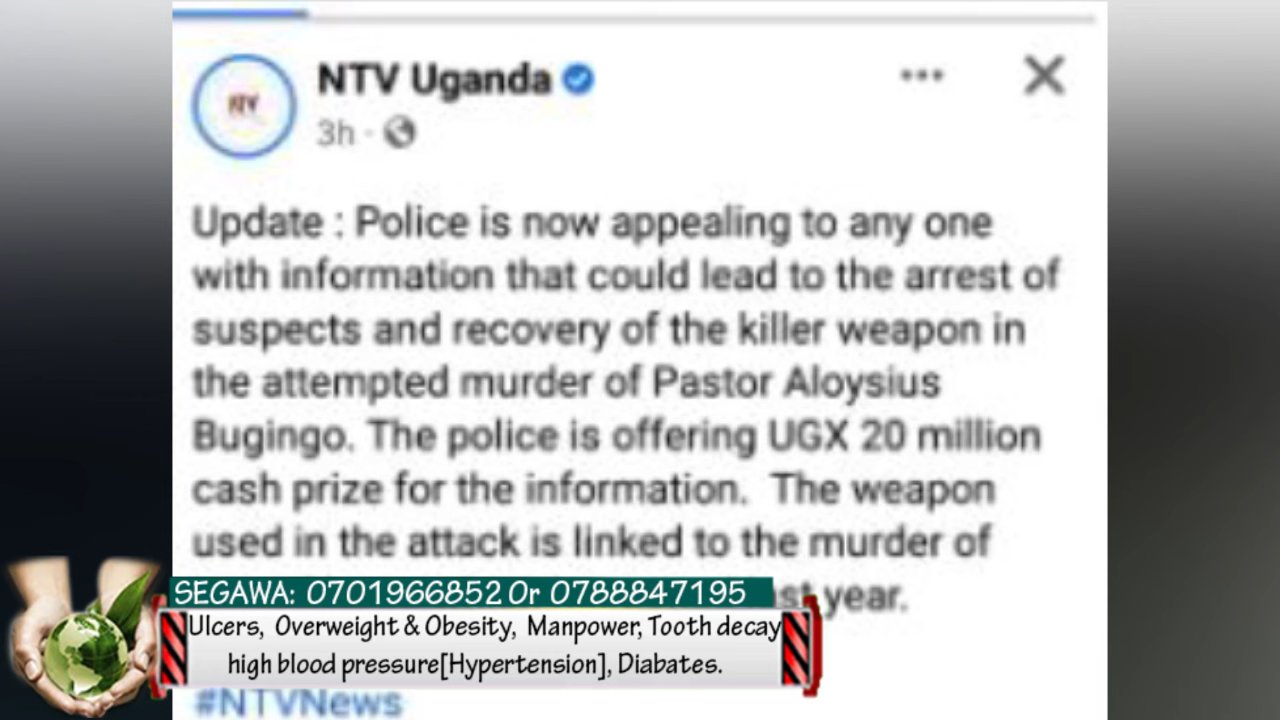 NTV
NTV Uganda
3h ·
Update : Police is now appealing to any one
with information that could lead to the arrest of
suspects and recovery of the killer weapon in
the attempted murder of Pastor Aloysius
Bugingo. The police is offering UGX 20 million
cash prize for the information. The weapon
used in the attack is linked to the murder of
year.
SEGAWA: 0701966852 Or 0788847195
Ulcers, Overweight & Obesity, Manpower, Tooth decay
high blood pressure[Hypertension], Diabates.
#NTVNews